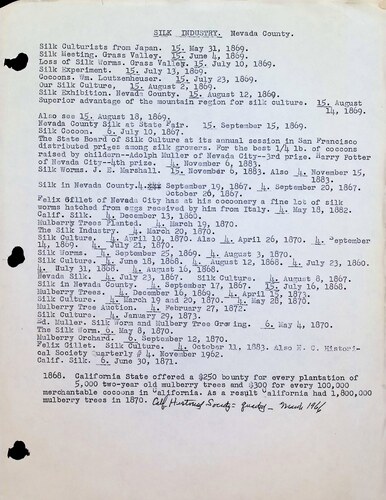 SILK INDUSTRY. Nevada County.
Silk Culturists from Japan. 15. May 31, 1869.
Silk Meeting. Grass Valley. 15. June 4, 1869.
Loss of Silk Worms. Grass Valley. 15. July 10, 1869.
Silk Experiment. 15. July 13, 1869.
Cocoons. Wm. Loutzenhouser. 15. July 23, 1869.
Our Silk Culture. 15. August 2, 1869.
Silk Exhibition. Nevada County. 15. August 12, 1869.
Superior advantage of the mountain region for silk culture. 15. August
14, 1869.
Also see 15. August 18, 1869.
Nevada County Silk at State Fair. 15. September 15, 1869.
Silk Cocoom. 6. July 10, 1867.
The State Board of Silk Culture at its annual session in San Francisco
distributed prizes among silk growers. For the best 1/4 lb. of cocoons
raised by children--Adolph Muller of Nevada City--3rd prize. Harry Potter
of Nevada City--4th prize. 4. November 6, 1883.
Silk Worms. J. E. Marshall. 15. November 6, 1883. Also 4. November 15,
1883.
Silk in Nevada County. 4. September 19, 1867. 4. September 20, 1867.
October 26, 1867.
Felix Gillet of Nevada City has at his cocoonery a fine lot of silk
worms hatched from eggs received by him from Italy. 4. May 18, 1882.
Calif. Silk. 4. December 13, 1860.
Mulberry Trees Planted. 4. March 19, 1870.
The Silk Industry. 4. March 20, 1870.
Silk Culture. 4. April 10, 1870. Also 4. April 26, 1870. 4. September
14, 1869. 4. July 21, 1870.
Silk Worms. 4. September 25, 1869. 4. August 3, 1870.
Silk Culture. 4. June 18, 1868. 4. August 12, 1868. 4. July 23, 1860.
4. July 31, 1868. 4. August 16, 1868.
Silk Culture. 4. July 23, 1867. Silk Culture. 4. August 8, 1867.
Silk in Nevada County. 4. September 17, 1867. 15. July 16, 1868.
Mulberry Trees. 4. December 16, 1869. 4. April 25, 1873.
Silk Culture. 4. March 19 and 20, 1870. 4. May 28, 1870.
Mulberry Tree Auction. 4. February 27, 1872.
Silk Culture. 4. January 29, 1873.
Ed. Muller. Silk Worm and Mulbery Tree Growing. 6. May 4, 1870.
The Silk Worm. 6. May 8, 1870.
Mulberry Orchard. 6. September 12, 1870.
Felix Gillet. Silk Culture. 4. October 11, 1883. Also N. C. Histori-
cal Society Quarterly # 4. November 1962.
Calif. Silk. 6. June 30, 1871.
1868. California State offered a $250 bounty for every plantation of
5,000 two-year old mulberry trees and $300 for every 100,000
merchantable cocoons in California. As a result California had 1,800,000
mulberry trees in 1870. Calif Historical Society = Quarterly - March 196